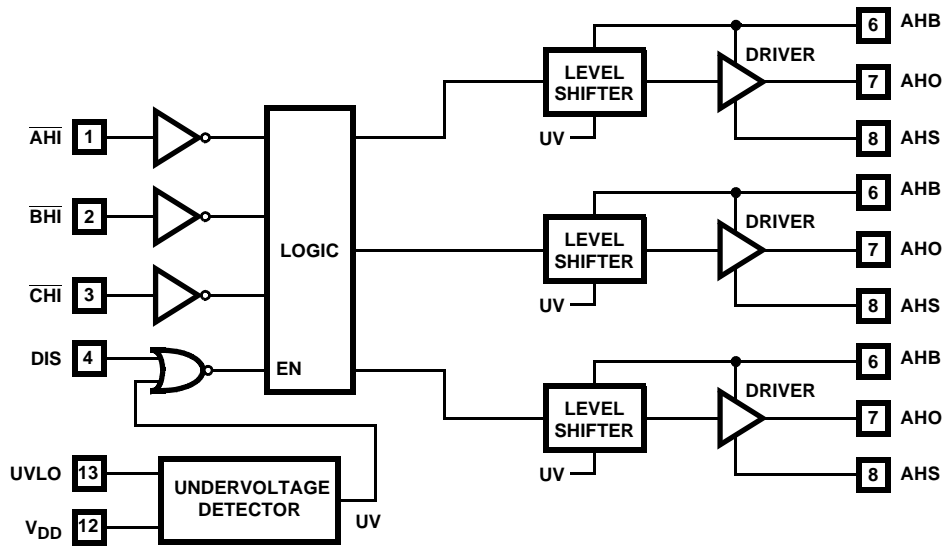 6 AHB
DRIVER
LEVEL
SHIFTER
7 AHO
UV
8 AHS
AHI 1
BHI 2
CHI 3
DIS 4
LOGIC
EN
6 AHB
DRIVER
LEVEL
SHIFTER
7 AHO
UV
8 AHS
6 AHB
DRIVER
LEVEL
SHIFTER
7 AHO
UV
8 AHS
UVLO 13
VDD 12
UNDERVOLTAGE
DETECTOR
UV